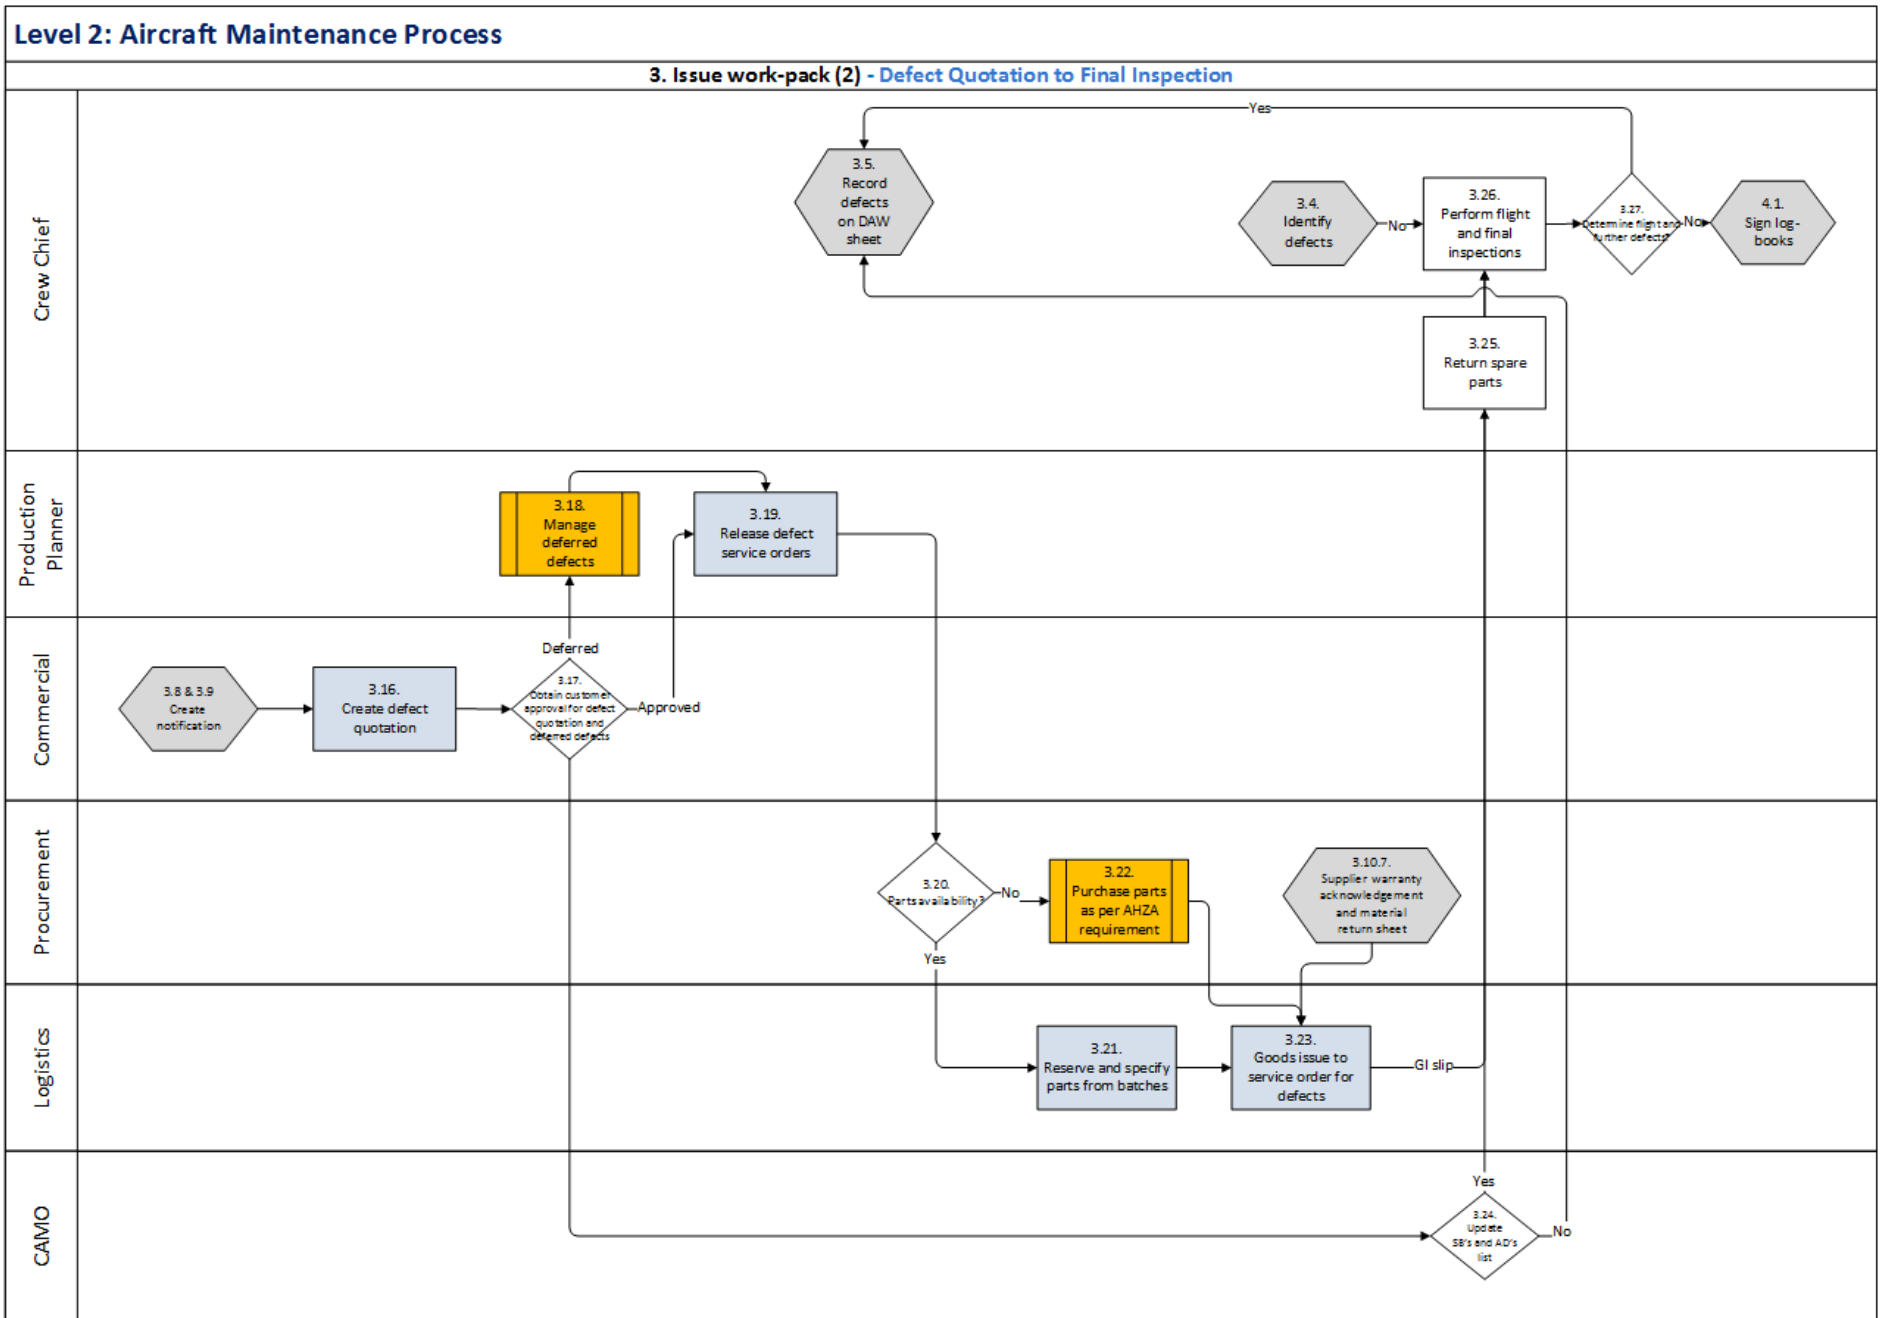 Level 2: Aircraft Maintenance Process
3. Issue work-pack (2) - Defect Quotation to Final Inspection
Crew Chief
Yes
3.5.
Record
defects
on DAW
sheet
3.4.
Identify
defects
No
3.26.
Perform flight
and final
inspections
3.27.
Determine flight and
further defects?
No
4.1.
Sign log-
books
3.25.
Return spare
parts
Production
Planner
3.18.
Manage
deferred
defects
3.19.
Release defect
service orders
Commercial
3.8 & 3.9
Create
notification
3.16.
Create defect
quotation
Deferred
3.17.
Obtain customer
approval for defect
quotation and
deferred defects
Approved
Procurement
3.20.
Parts availability?
No
Yes
3.22.
Purchase parts
as per AHZA
requirement
3.10.7.
Supplier warranty
acknowledgement
and material
return sheet
Logistics
3.21.
Reserve and specify
parts from batches
3.23.
Goods issue to
service order for
defects
GI slip
CAMO
Yes
3.24.
Update
SB's and AD's
list
No